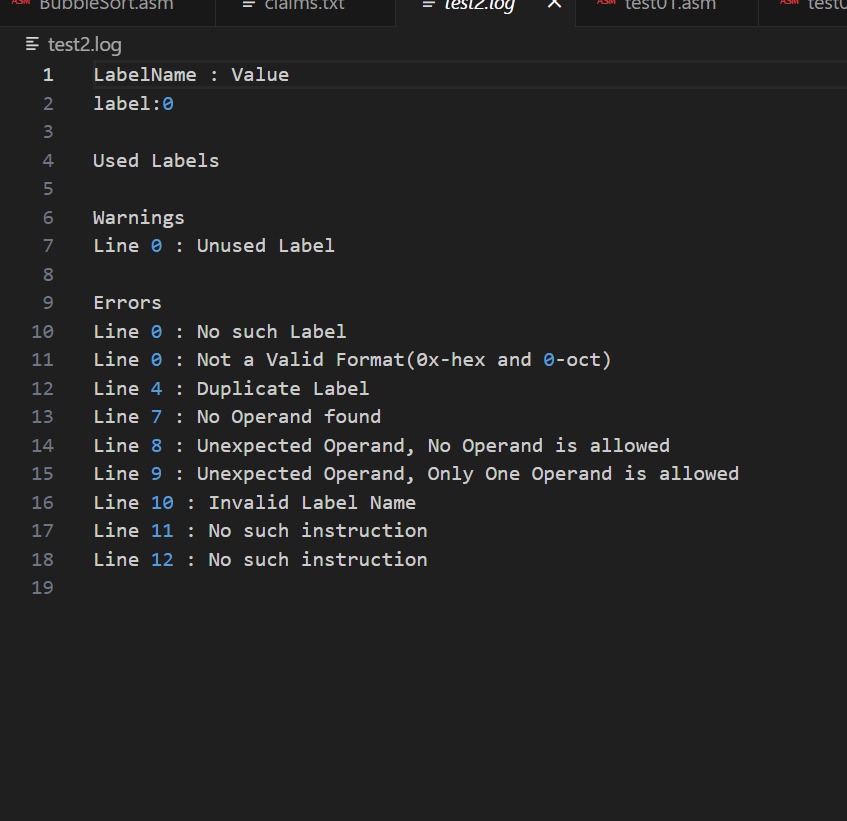 ASM BubbleSort.asm claims.txt test2.log × ASM test01.asm ASM
test2.log
1 LabelName : Value
2 label:0
3
4 Used Labels
5
6 Warnings
7 Line 0 : Unused Label
8
9 Errors
10 Line 0 : No such Label
11 Line 0 : Not a Valid Format(0x-hex and 0-oct)
12 Line 4 : Duplicate Label
13 Line 7 : No Operand found
14 Line 8 : Unexpected Operand, No Operand is allowed
15 Line 9 : Unexpected Operand, Only One Operand is allowed
16 Line 10 : Invalid Label Name
17 Line 11 : No such instruction
18 Line 12 : No such instruction
19